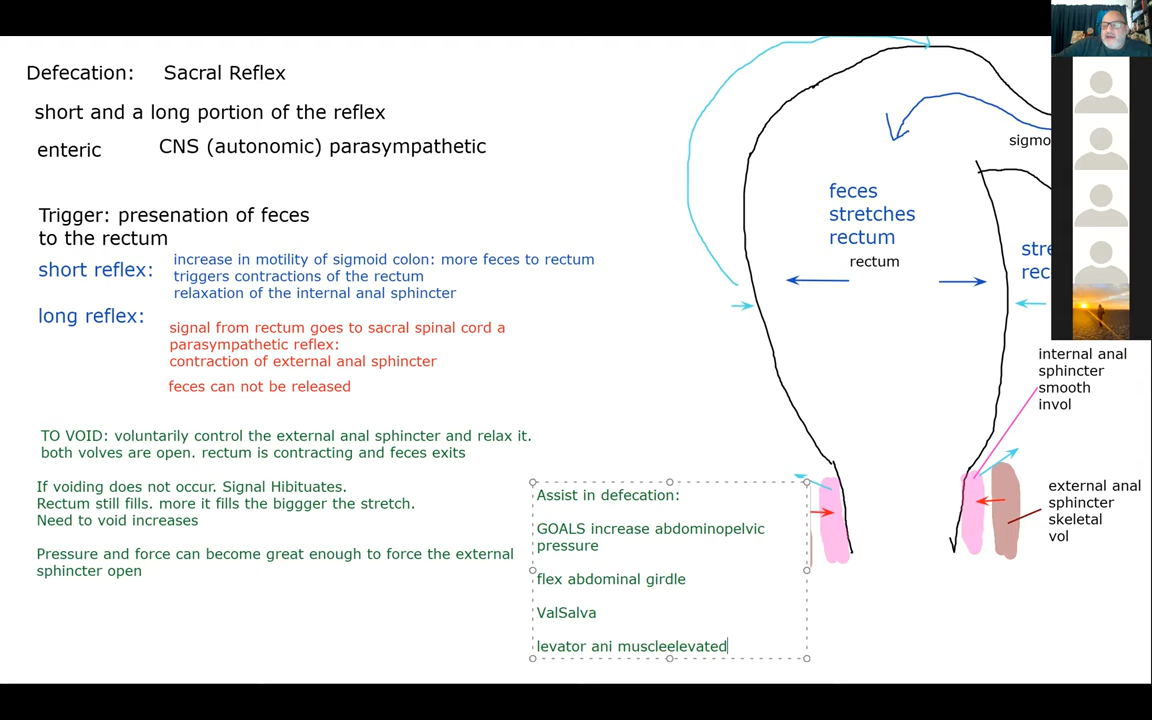 Defecation: Sacral Reflex
short and a long portion of the reflex
enteric CNS (autonomic) parasympathetic
Trigger: presenation of feces
to the rectum
short reflex: increase in motility of sigmoid colon: more feces to rectum
triggers contractions of the rectum
relaxation of the internal anal sphincter
long reflex:
signal from rectum goes to sacral spinal cord a
parasympathetic reflex:
contraction of external anal sphincter
feces can not be released
TO VOID: voluntarily control the external anal sphincter and relax it.
both volves are open. rectum is contracting and feces exits
If voiding does not occur. Signal Hibituates.
Rectum still fills. more it fills the bigger the stretch.
Need to void increases
Pressure and force can become great enough to force the external
sphincter open
Assist in defecation:
GOALS increase abdominopelvic
pressure
flex abdominal girdle
ValSalva
levator ani muscleelevated
feces
stretches
rectum
rectum
sigmo
stre
rec
internal anal
sphincter
smooth
invol
external anal
sphincter
skeletal
vol